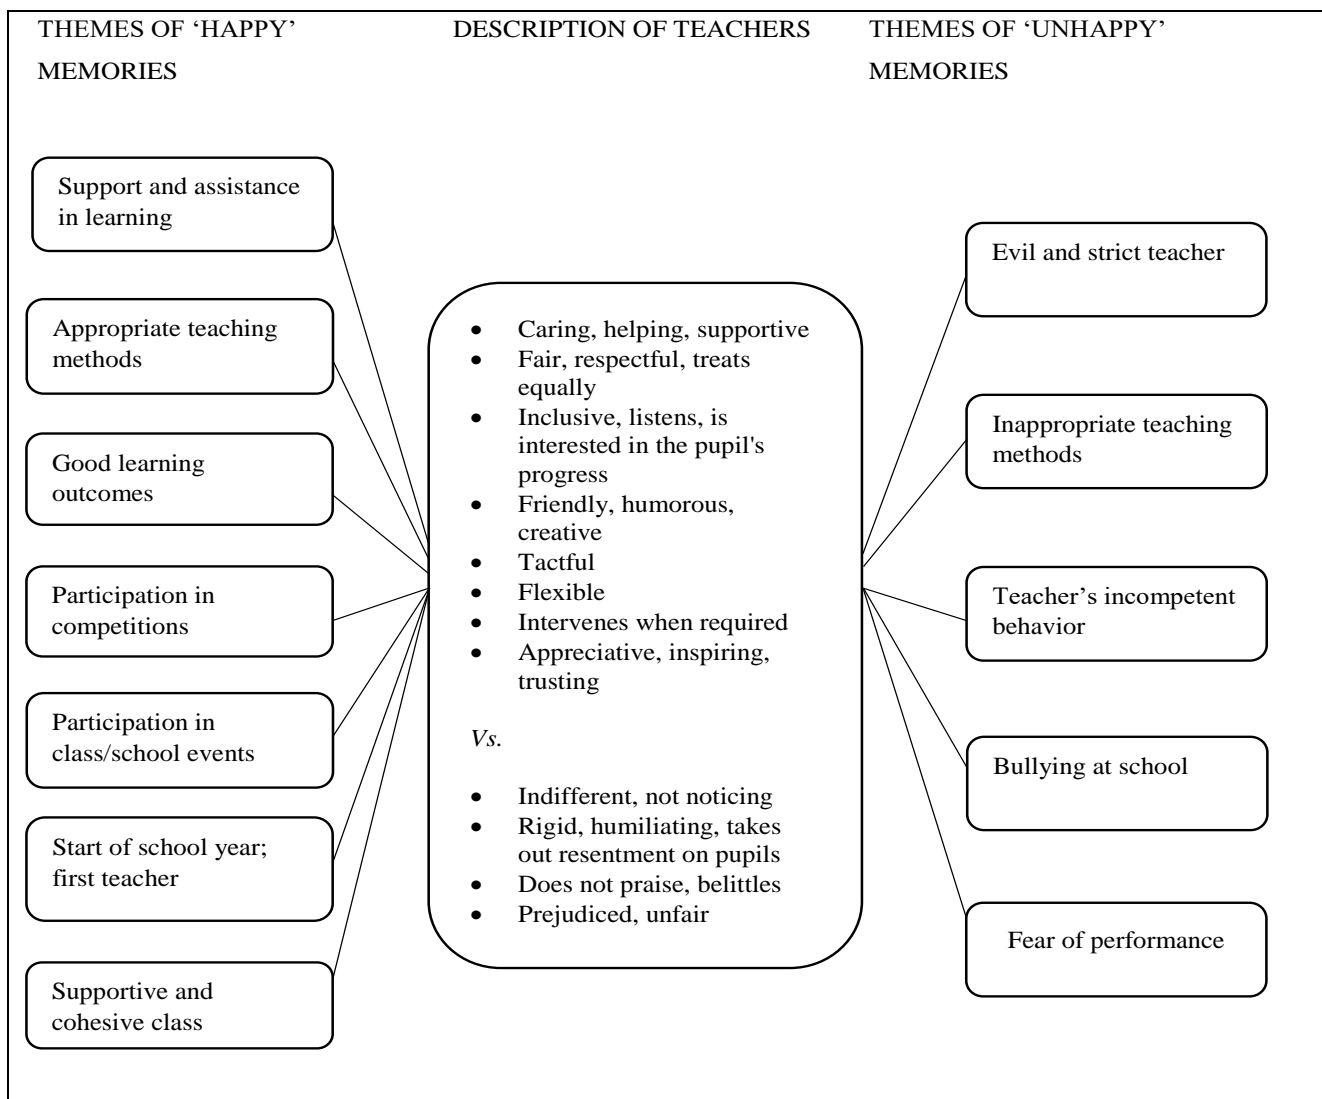 THEMES OF ‘HAPPY’
MEMORIES
DESCRIPTION OF TEACHERS
THEMES OF ‘UNHAPPY’
MEMORIES
Support and assistance
in learning
Appropriate teaching
methods
Good learning
outcomes
Participation in
competitions
Participation in
class/school events
Start of school year;
first teacher
Supportive and
cohesive class
• Caring, helping, supportive
• Fair, respectful, treats
equally
• Inclusive, listens, is
interested in the pupil's
progress
• Friendly, humorous,
creative
• Tactful
• Flexible
• Intervenes when required
• Appreciative, inspiring,
trusting
Vs.
• Indifferent, not noticing
• Rigid, humiliating, takes
out resentment on pupils
• Does not praise, belittles
• Prejudiced, unfair
Evil and strict teacher
Inappropriate teaching
methods
Teacher’s incompetent
behavior
Bullying at school
Fear of performance